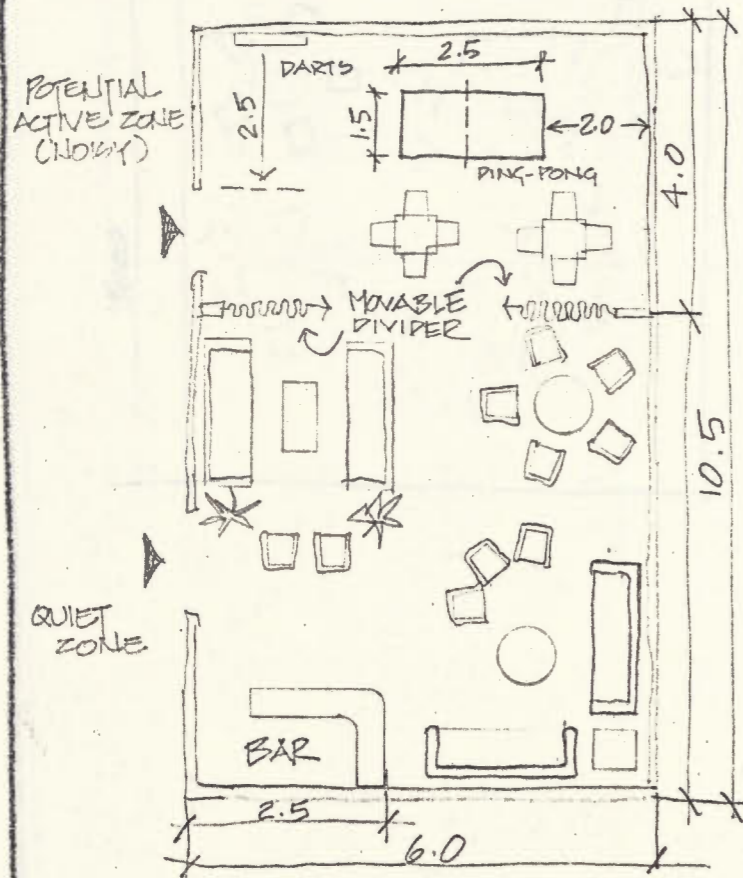 POTENTIAL
ACTIVE ZONE
(NOISY)
DARTS
2.5
2.5
1.5
2.0
PING-PONG
4.0
MOVABLE
DIVIDER
10.5
QUIET
ZONE
BAR
2.5
6.0